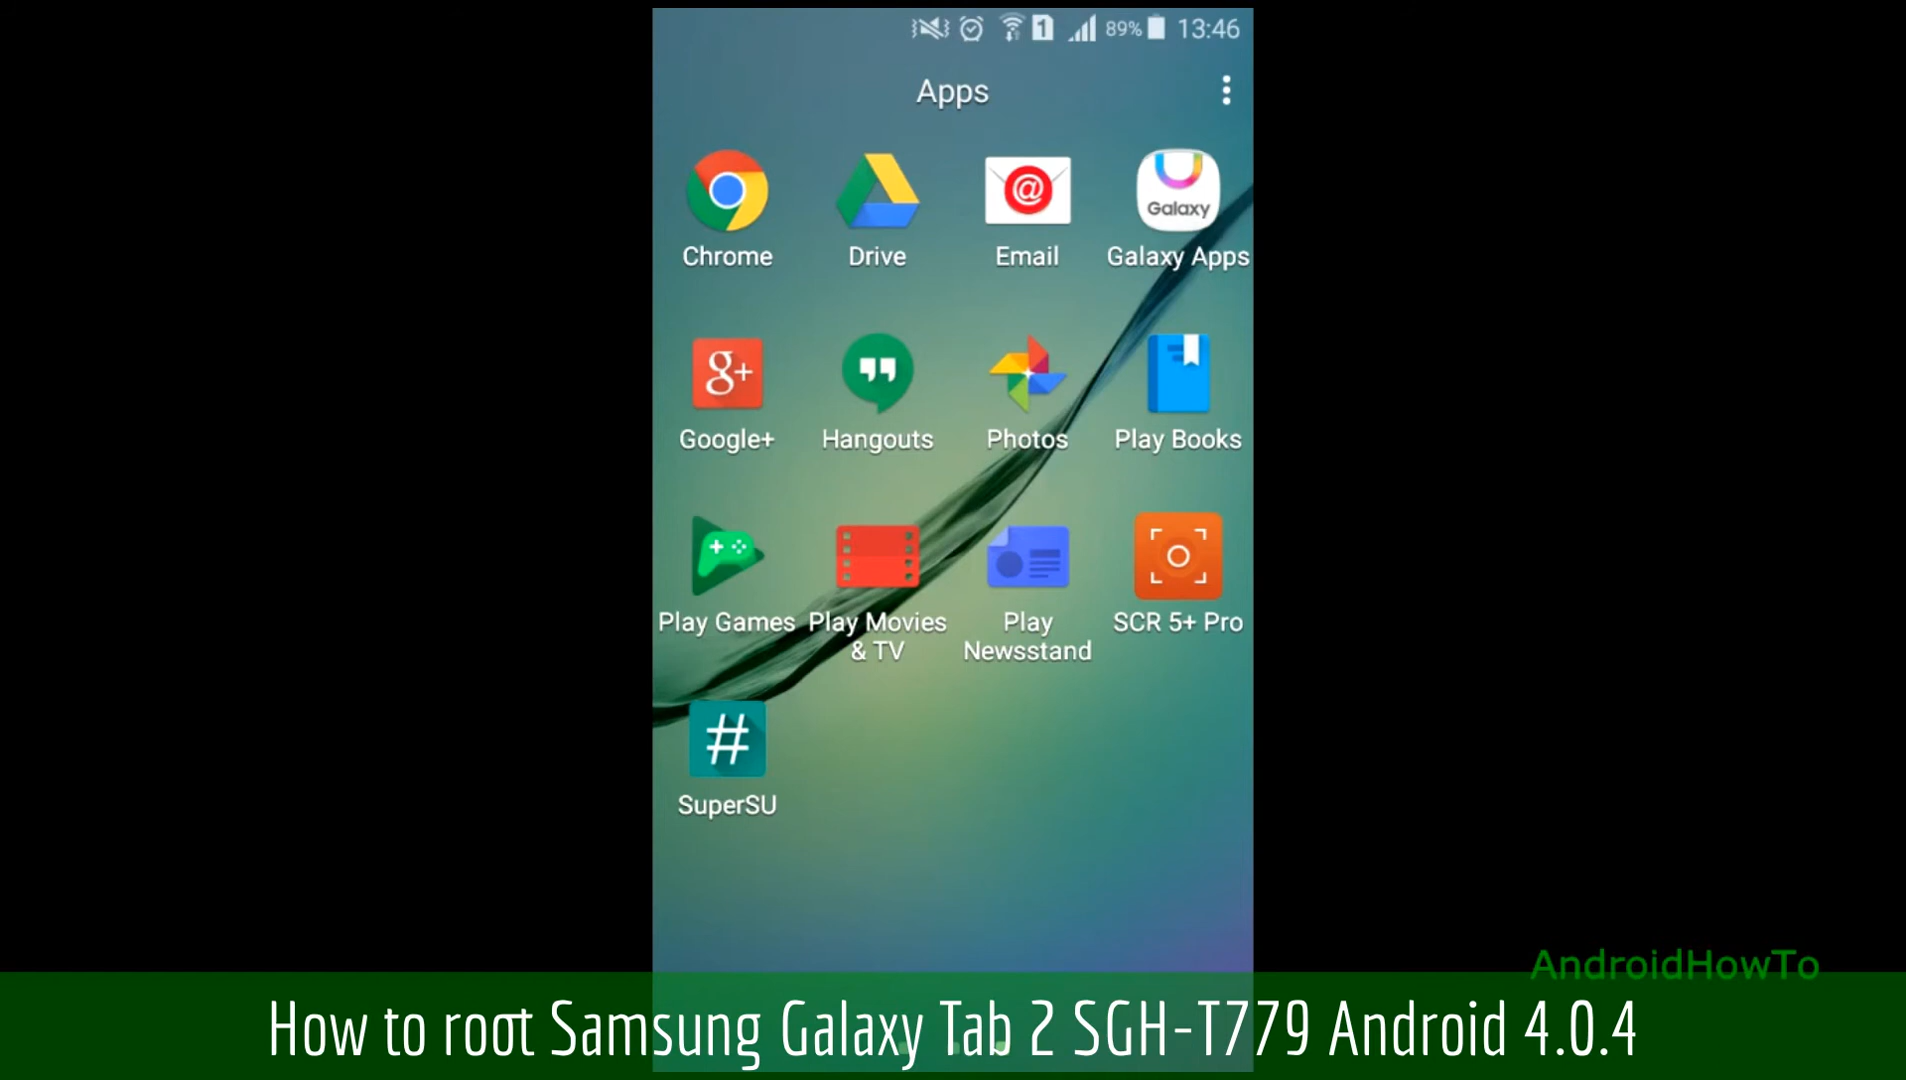 1 89% 13:46
Apps
Galaxy
Chrome Drive Email Galaxy Apps
g+
Google+ Hangouts Photos Play Books
Play Games Play Movies & TV Play Newsstand SCR 5+ Pro
#
SuperSU
AndroidHowTo
How to root Samsung Galaxy Tab 2 SGH-T779 Android 4.0.4